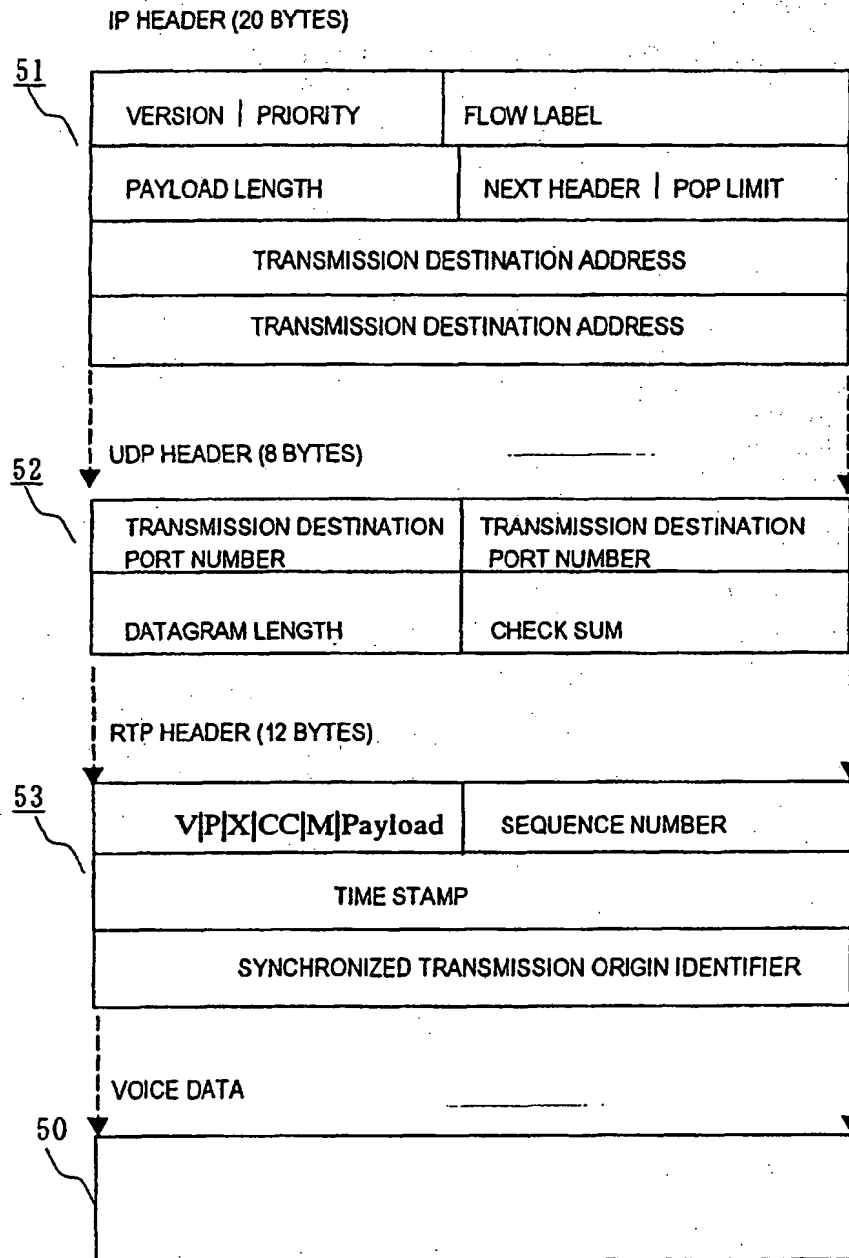 IP HEADER (20 BYTES)
51
VERSION | PRIORITY FLOW LABEL
PAYLOAD LENGTH NEXT HEADER | POP LIMIT
TRANSMISSION DESTINATION ADDRESS
TRANSMISSION DESTINATION ADDRESS
UDP HEADER (8 BYTES)
52
TRANSMISSION DESTINATION PORT NUMBER
TRANSMISSION DESTINATION PORT NUMBER
DATAGRAM LENGTH CHECK SUM
RTP HEADER (12 BYTES)
53
V|P|X|CC|M|Payload SEQUENCE NUMBER
TIME STAMP
SYNCHRONIZED TRANSMISSION ORIGIN IDENTIFIER
VOICE DATA
50